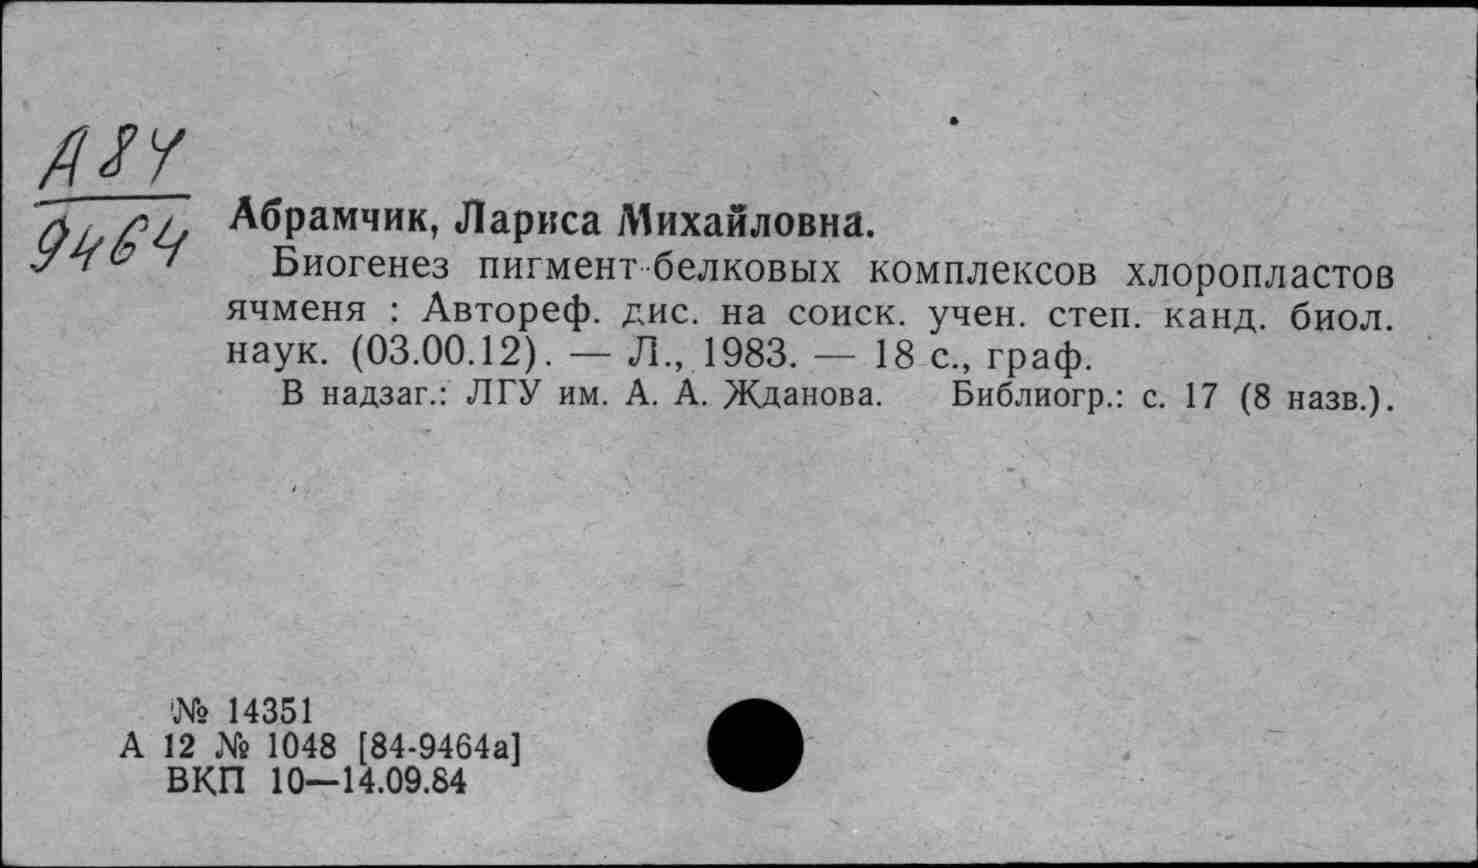 А84
9464
Абрамчик, Лариса Михайловна.
Биогенез пигмент-белковых комплексов хлоропластов
ячменя : Автореф. дис. на соиск. учен. степ. канд. биол.
наук. (03.00.12). — Л., 1983. — 18 с., граф.
В надзаг.: ЛГУ им. А. А. Жданова. Библиогр.: с. 17 (8 назв.).
№ 14351
А 12 № 1048 [84-9464а]
ВКП 10—14.09.84